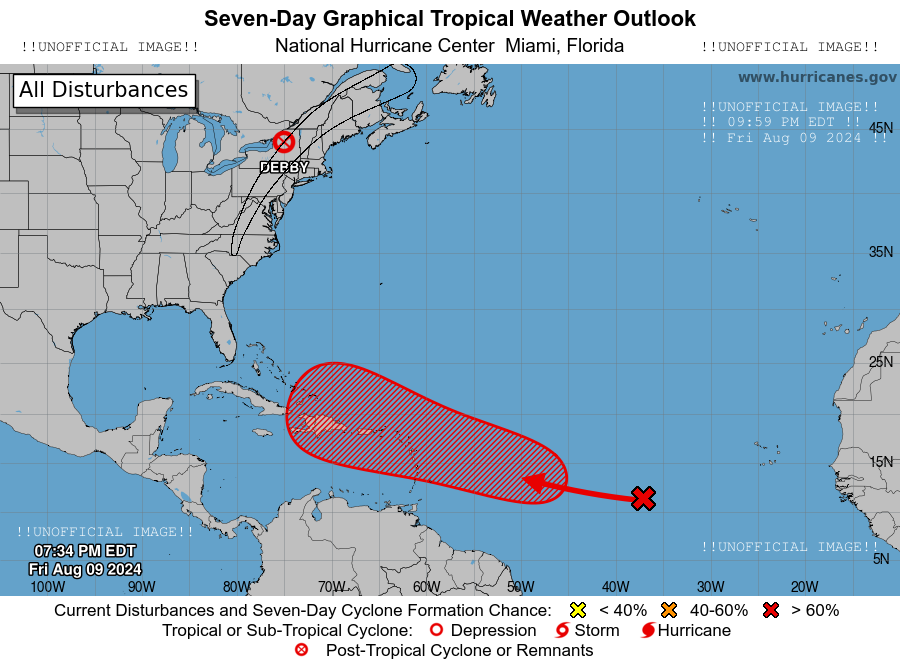 Seven-Day Graphical Tropical Weather Outlook
!!UNOFFICIAL IMAGE!!
National Hurricane Center  Miami, Florida
!!UNOFFICIAL IMAGE!!
All Disturbances
www.hurricanes.gov
!!UNOFFICIAL IMAGE!!
!! 09:59 PM EDT !!
!! Fri Aug 09 2024 !!
45N
DEBBY
35N
25N
15N
!!UNOFFICIAL IMAGE!!
07:34 PM EDT
Fri Aug 09 2024
!!UNOFFICIAL IMAGE!!
5N
100W 90W 80W 70W 60W 50W 40W 30W 20W
Current Disturbances and Seven-Day Cyclone Formation Chance: < 40% 40-60% > 60%
Tropical or Sub-Tropical Cyclone: Depression Storm Hurricane
Post-Tropical Cyclone or Remnants